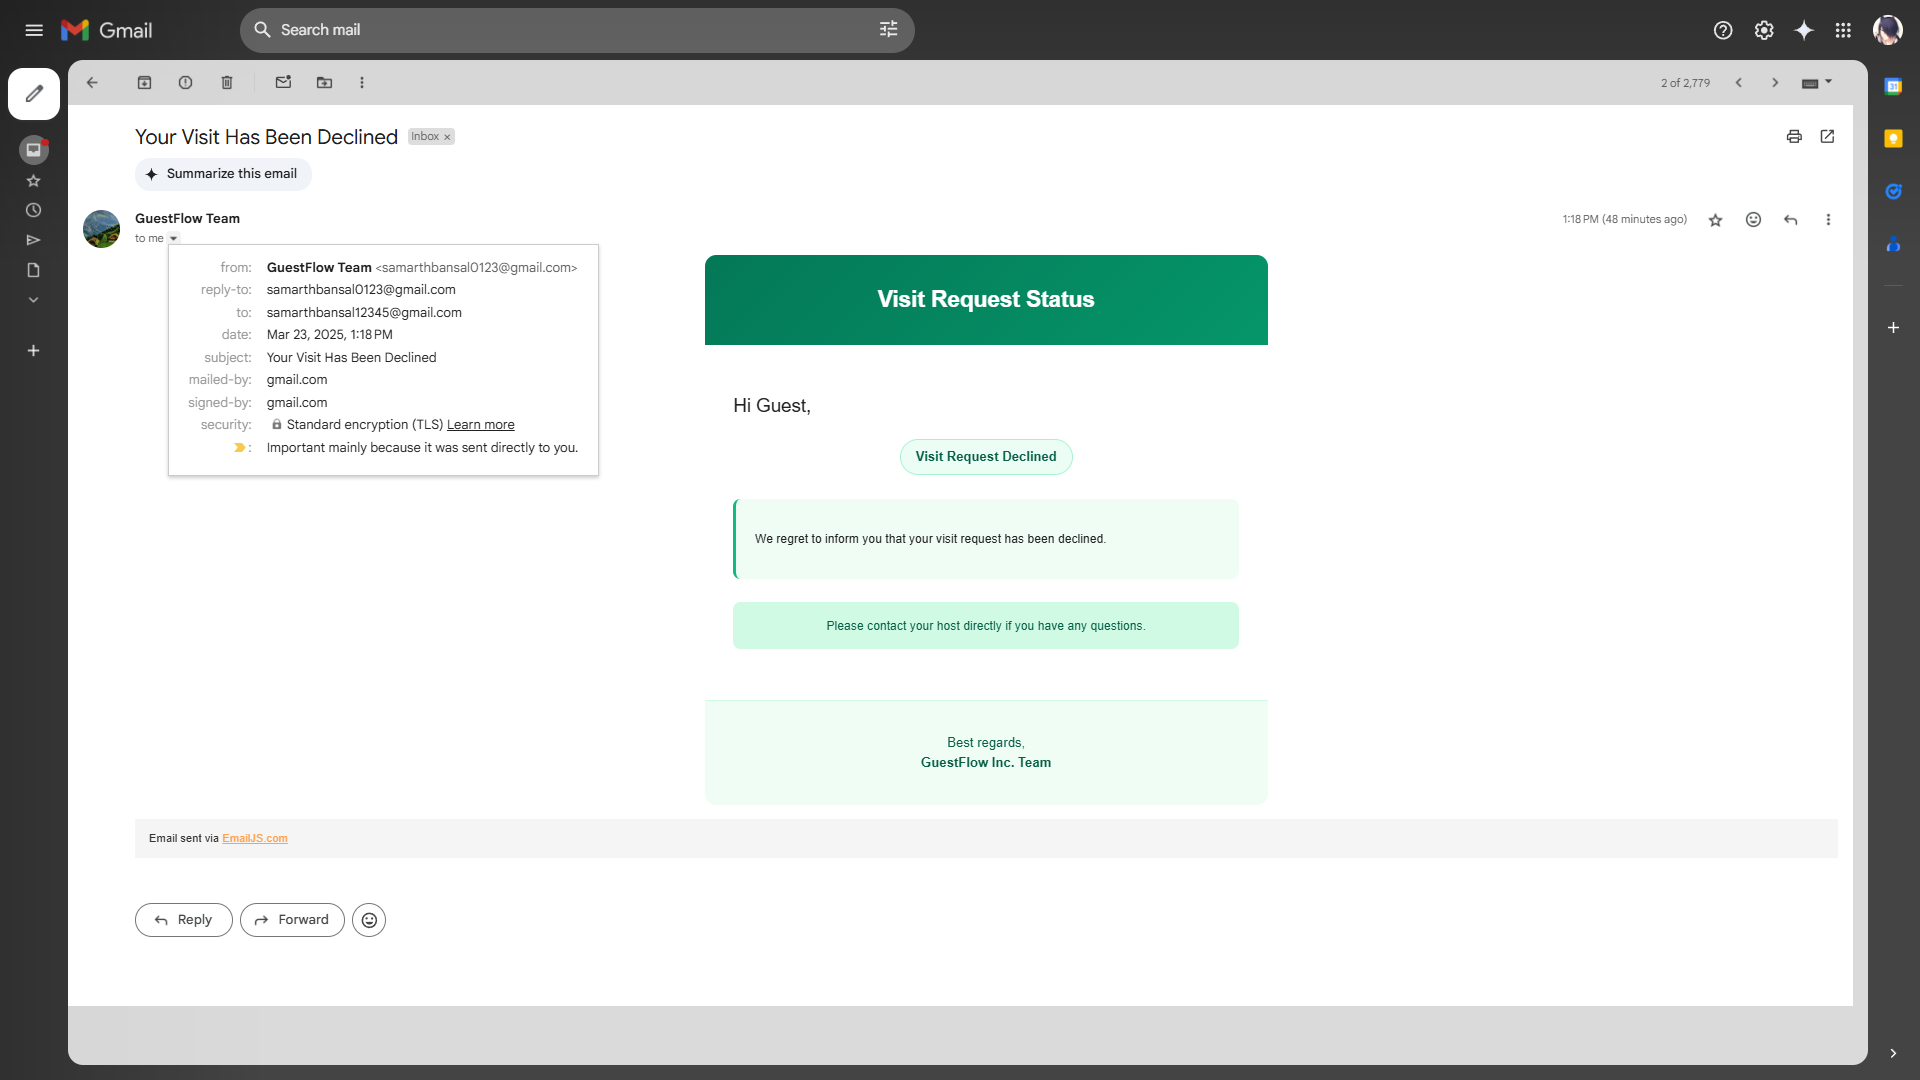 Gmail
Search mail
2 of 2,779
Your Visit Has Been Declined
Inbox ×
Summarize this email
GuestFlow Team
1:18 PM (48 minutes ago)
to me
from: GuestFlow Team <samarthbansal0123@gmail.com>
reply-to: samarthbansal0123@gmail.com
to: samarthbansal12345@gmail.com
date: Mar 23, 2025, 1:18 PM
subject: Your Visit Has Been Declined
mailed-by: gmail.com
signed-by: gmail.com
security: Standard encryption (TLS) Learn more
: Important mainly because it was sent directly to you.
Visit Request Status
Hi Guest,
Visit Request Declined
We regret to inform you that your visit request has been declined.
Please contact your host directly if you have any questions.
Best regards,
GuestFlow Inc. Team
Email sent via EmailJS.com
Reply
Forward
31